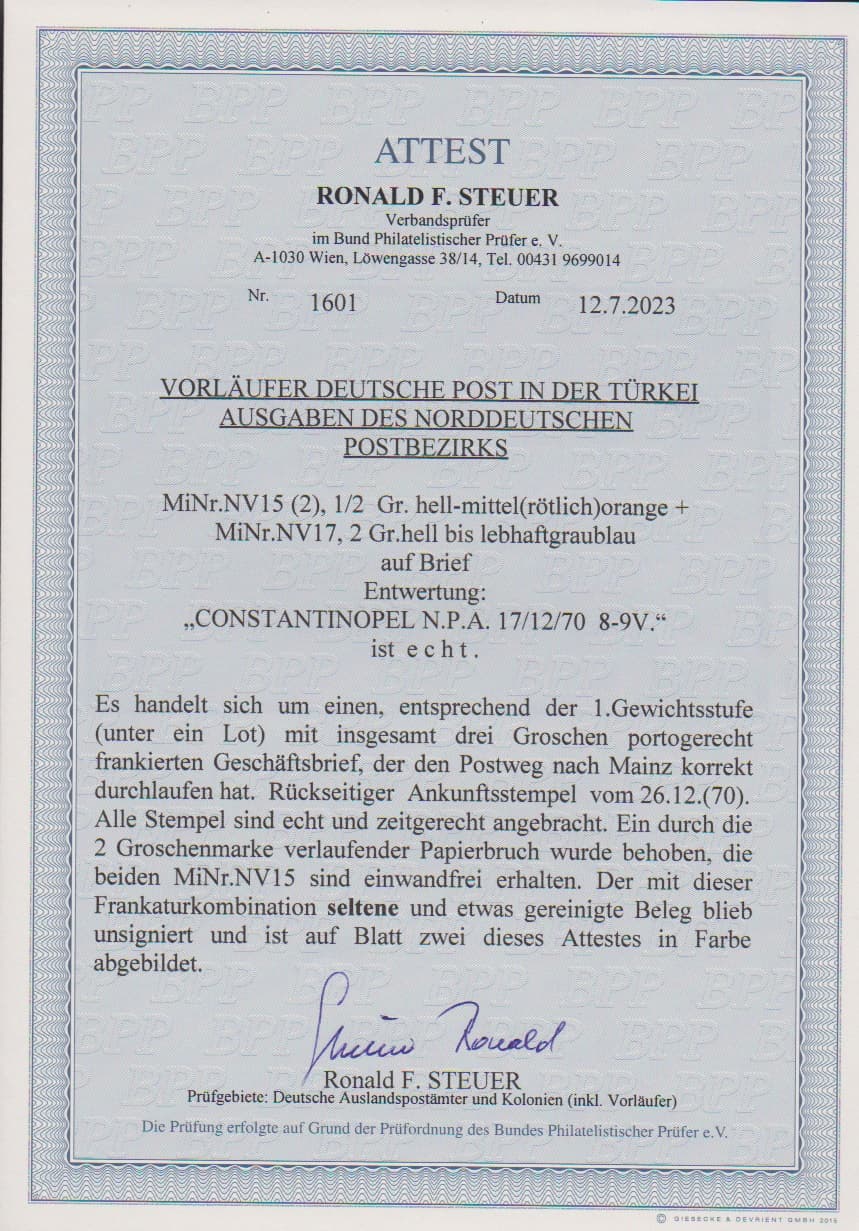 ATTEST
RONALD F. STEUER
Verbandsprüfer
im Bund Philatelistischer Prüfer e. V.
A-1030 Wien, Löwengasse 38/14, Tel. 00431 9699014
Nr. 1601 Datum 12.7.2023
VORLÄUFER DEUTSCHE POST IN DER TÜRKEI
AUSGABEN DES NORDDEUTSCHEN
POSTBEZIRKS
MiNr.NV15 (2), 1/2 Gr. hell-mittel(rötlich)orange +
MiNr.NV17, 2 Gr.hell bis lebhaftgraublau
auf Brief
Entwertung:
„CONSTANTINOPEL N.P.A. 17/12/70 8-9V.“
ist e c h t .
Es handelt sich um einen, entsprechend der 1.Gewichtsstufe
(unter ein Lot) mit insgesamt drei Groschen portogerecht
frankierten Geschäftsbrief, der den Postweg nach Mainz korrekt
durchlaufen hat. Rückseitiger Ankunftsstempel vom 26.12.(70).
Alle Stempel sind echt und zeitgerecht angebracht. Ein durch die
2 Groschenmarke verlaufender Papierbruch wurde behoben, die
beiden MiNr.NV15 sind einwandfrei erhalten. Der mit dieser
Frankaturkombination seltene und etwas gereinigte Beleg blieb
unsigniert und ist auf Blatt zwei dieses Attestes in Farbe
abgebildet.
Steuer Ronald
Ronald F. STEUER
Prüfgebiete: Deutsche Auslandspostämter und Kolonien (inkl. Vorläufer)
Die Prüfung erfolgte auf Grund der Prüfordnung des Bundes Philatelistischer Prüfer e.V.
© GIESECKE & DEVRIENT GMBH 2015